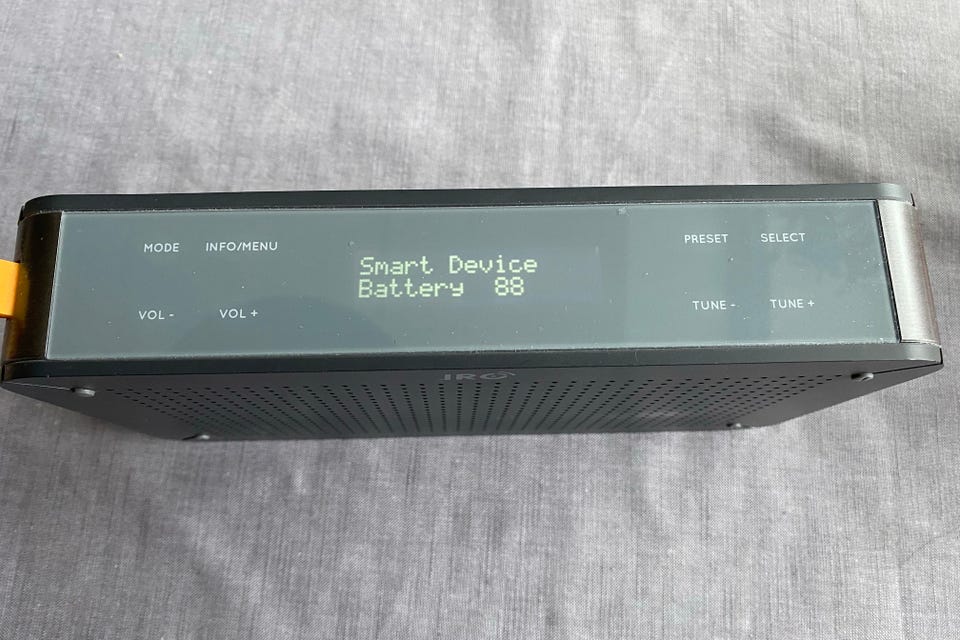 MODE INFO/MENU
Smart Device
Battery 88
PRESET SELECT
VOL - VOL +
TUNE - TUNE +